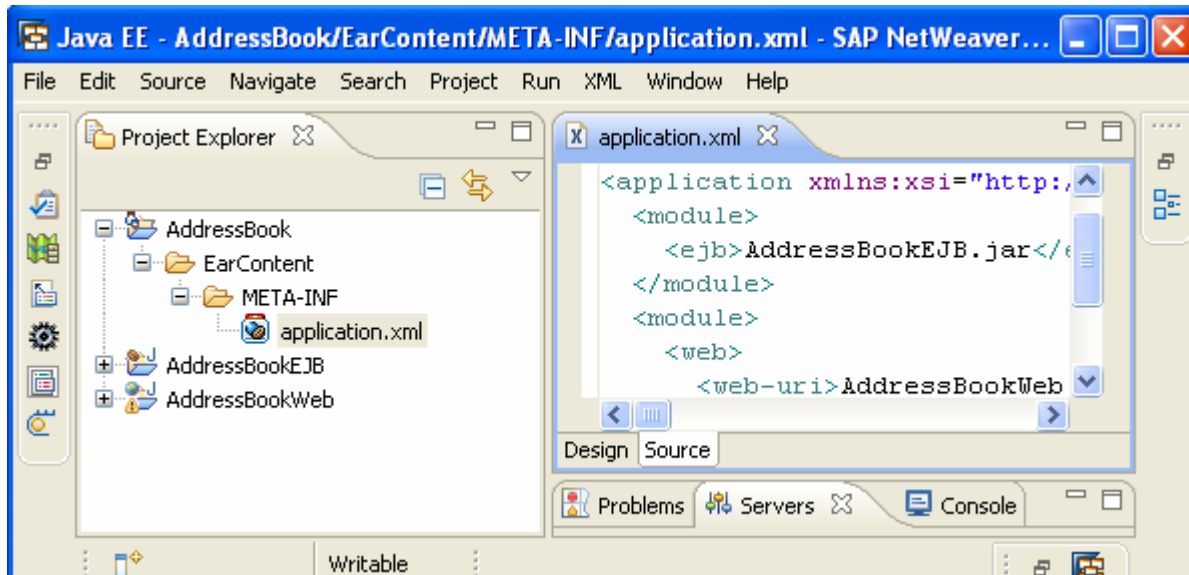 Java EE - AddressBook/EarContent/META-INF/application.xml - SAP NetWeaver...
File Edit Source Navigate Search Project Run XML Window Help
Project Explorer
AddressBook
EarContent
META-INF
application.xml
AddressBookEJB
AddressBookWeb
application.xml
<application xmlns:xsi="http:/
<module>
<ejb>AddressBookEJB.jar</e
</module>
<module>
<web>
<web-uri>AddressBookWeb
Design Source
Problems Servers Console
Writable